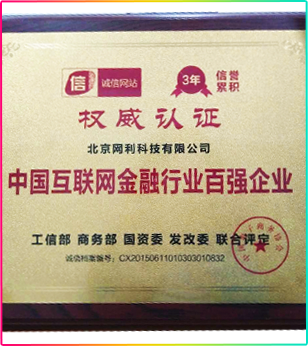 信 诚信网站 3年 信誉累积
权威认证
北京网利科技有限公司
中国互联网金融行业百强企业
工信部 商务部 国资委 发改委 联合评定
诚信档案编号：CX20150611010303010832